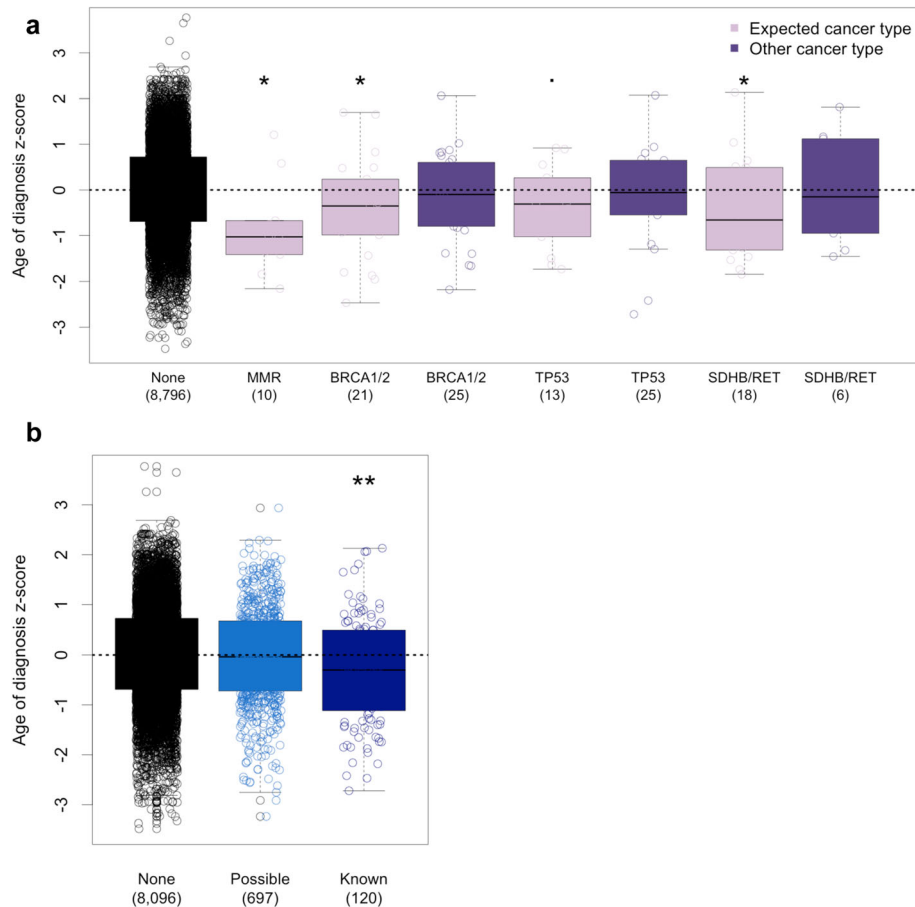 a
Expected cancer type
Other cancer type
Age of diagnosis z-score
3
2
1
0
-1
-2
-3
* * . *
None MMR BRCA1/2 BRCA1/2 TP53 TP53 SDHB/RET SDHB/RET
(8,796) (10) (21) (25) (13) (25) (18) (6)
b
**
Age of diagnosis z-score
3
2
1
0
-1
-2
-3
None Possible Known
(8,096) (697) (120)